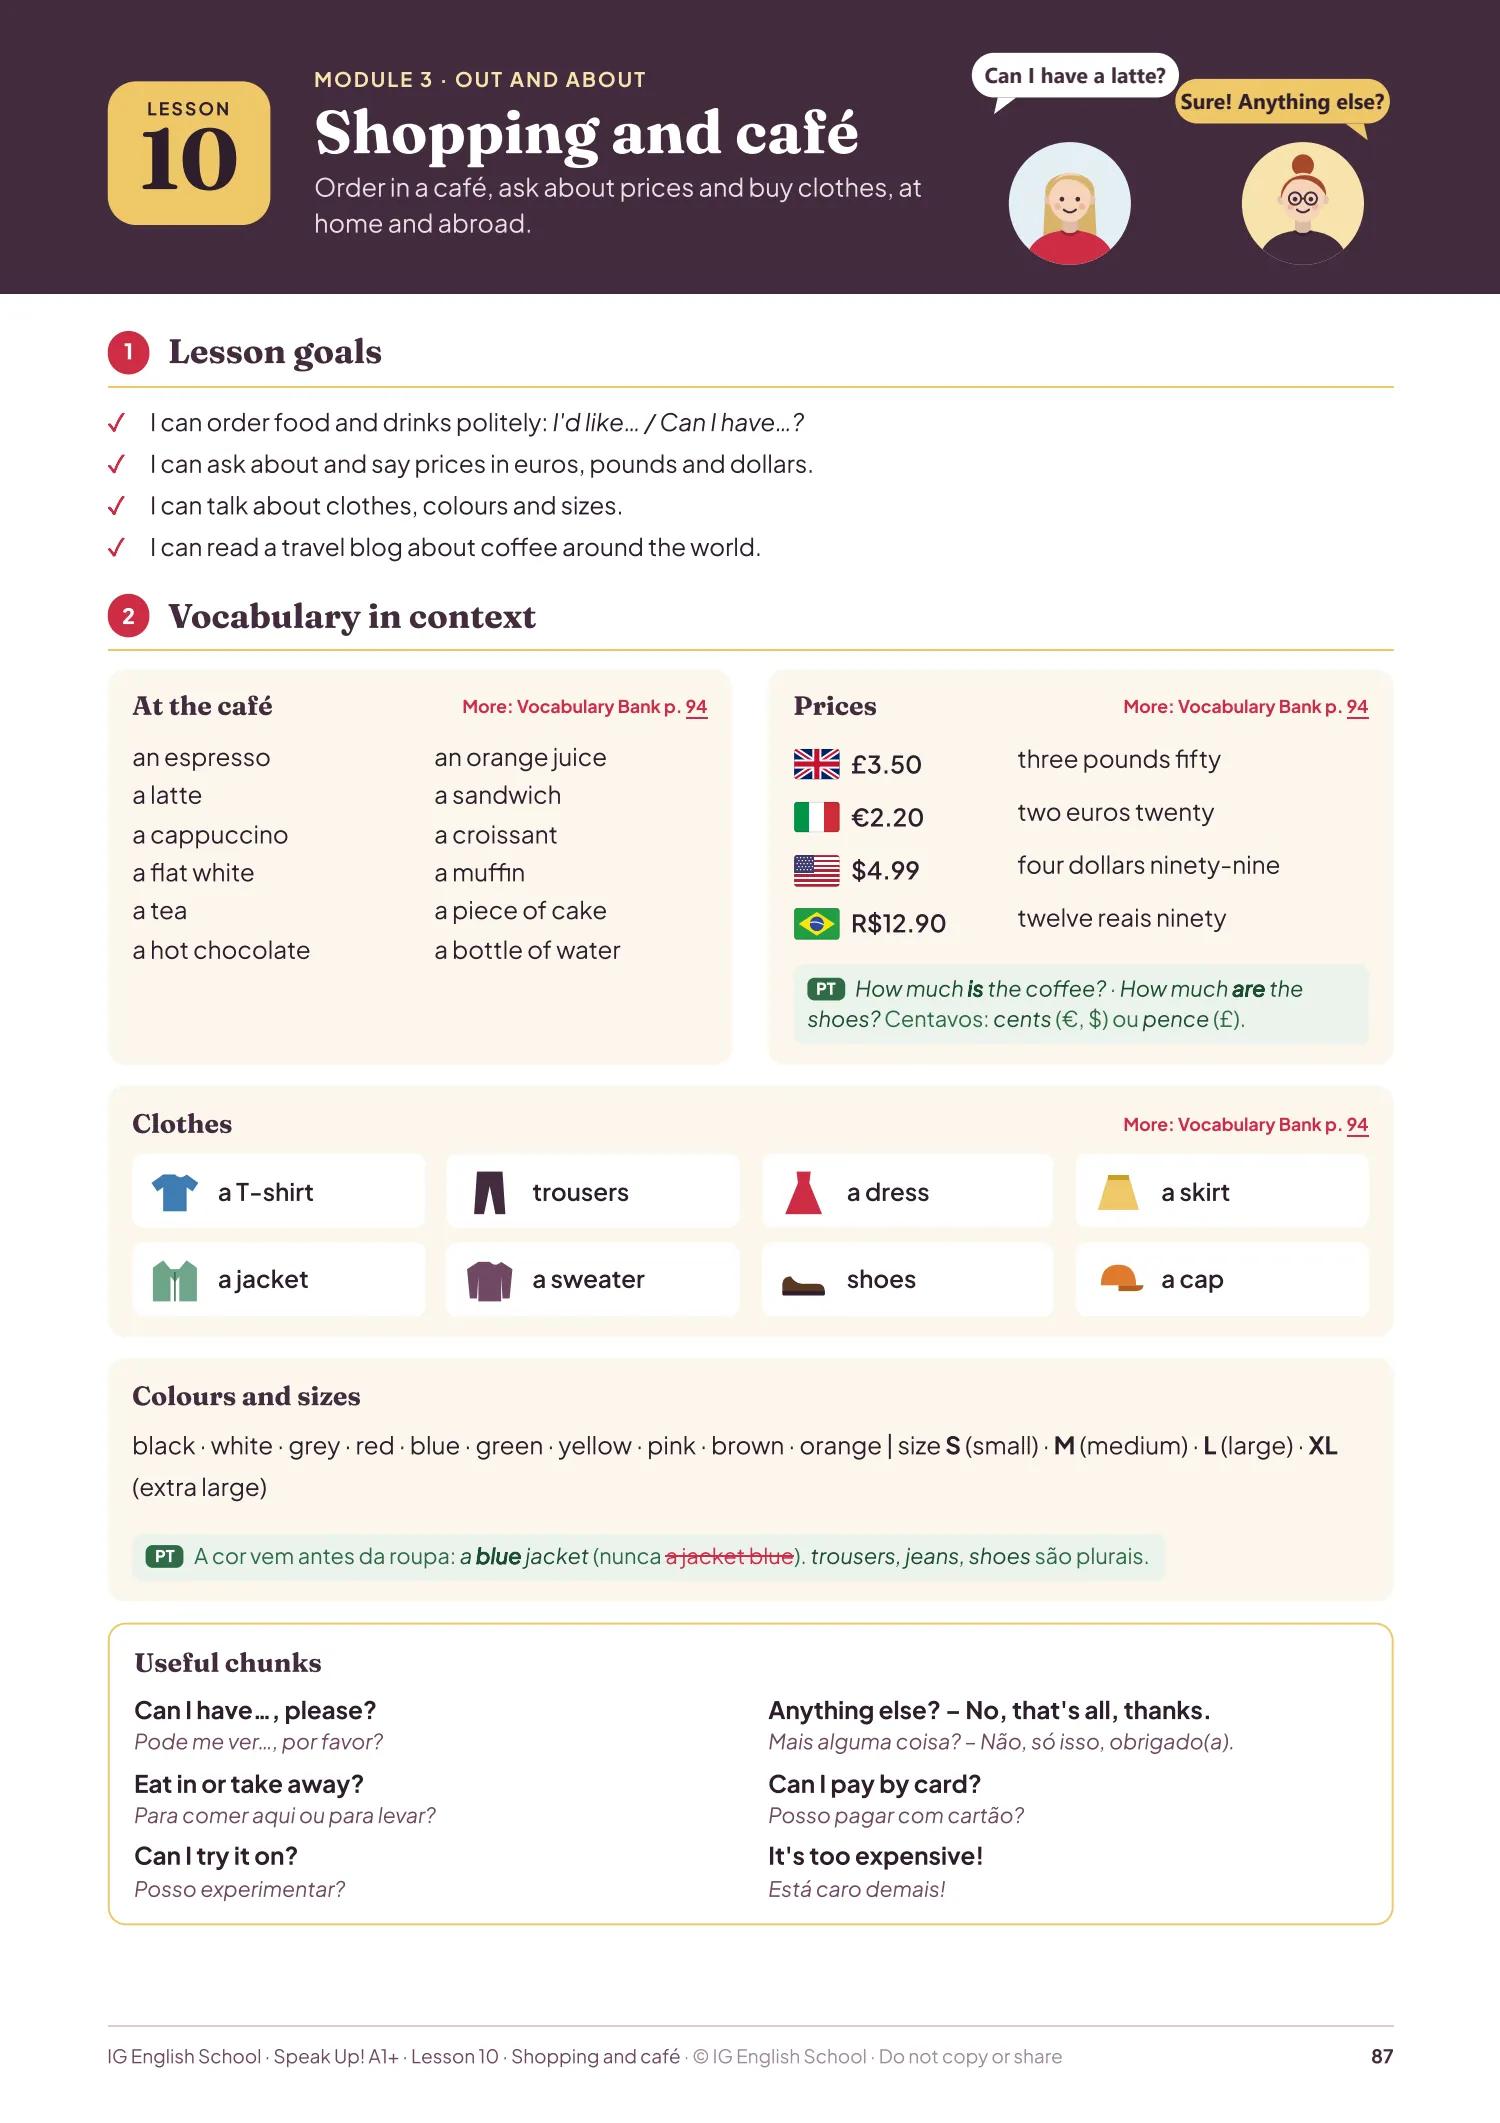 LESSON
10
MODULE 3 · OUT AND ABOUT
Shopping and café
Order in a café, ask about prices and buy clothes, at
home and abroad.
Can I have a latte?
Sure! Anything else?
1 Lesson goals
✓ I can order food and drinks politely: I'd like… / Can I have…?
✓ I can ask about and say prices in euros, pounds and dollars.
✓ I can talk about clothes, colours and sizes.
✓ I can read a travel blog about coffee around the world.
2 Vocabulary in context
At the café
More: Vocabulary Bank p. 94
an espresso
a latte
a cappuccino
a flat white
a tea
a hot chocolate
an orange juice
a sandwich
a croissant
a muffin
a piece of cake
a bottle of water
Prices
More: Vocabulary Bank p. 94
£3.50 three pounds fifty
€2.20 two euros twenty
$4.99 four dollars ninety-nine
R$12.90 twelve reais ninety
PT How much is the coffee? · How much are the
shoes? Centavos: cents (€, $) ou pence (£).
Clothes
More: Vocabulary Bank p. 94
a T-shirt
trousers
a dress
a skirt
a jacket
a sweater
shoes
a cap
Colours and sizes
black · white · grey · red · blue · green · yellow · pink · brown · orange | size S (small) · M (medium) · L (large) · XL
(extra large)
PT A cor vem antes da roupa: a blue jacket (nunca a jacket blue). trousers, jeans, shoes são plurais.
Useful chunks
Can I have…, please?
Pode me ver…, por favor?
Anything else? – No, that's all, thanks.
Mais alguma coisa? – Não, só isso, obrigado(a).
Eat in or take away?
Para comer aqui ou para levar?
Can I pay by card?
Posso pagar com cartão?
Can I try it on?
Posso experimentar?
It's too expensive!
Está caro demais!
IG English School · Speak Up! A1+ · Lesson 10 · Shopping and café · © IG English School · Do not copy or share
87